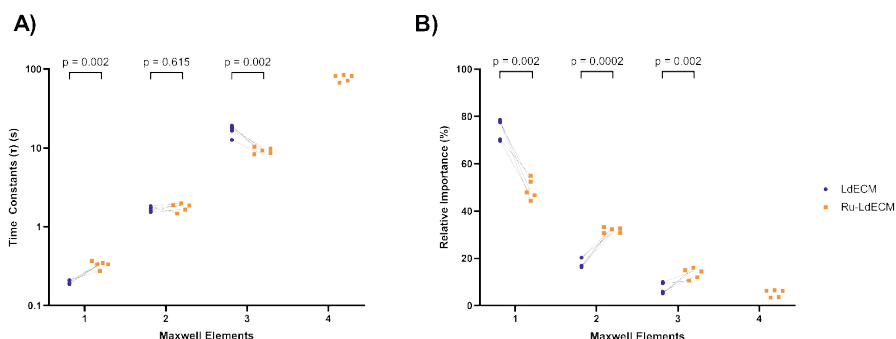 A)
B)
p = 0.002
p = 0.615
p = 0.002
p = 0.002
p = 0.0002
p = 0.002
Time Constants (τ) (s)
100
10
1
0.1
1
2
3
4
Maxwell Elements
Relative Importance (%)
100
80
60
40
20
0
1
2
3
4
Maxwell Elements
LdECM
Ru-LdECM